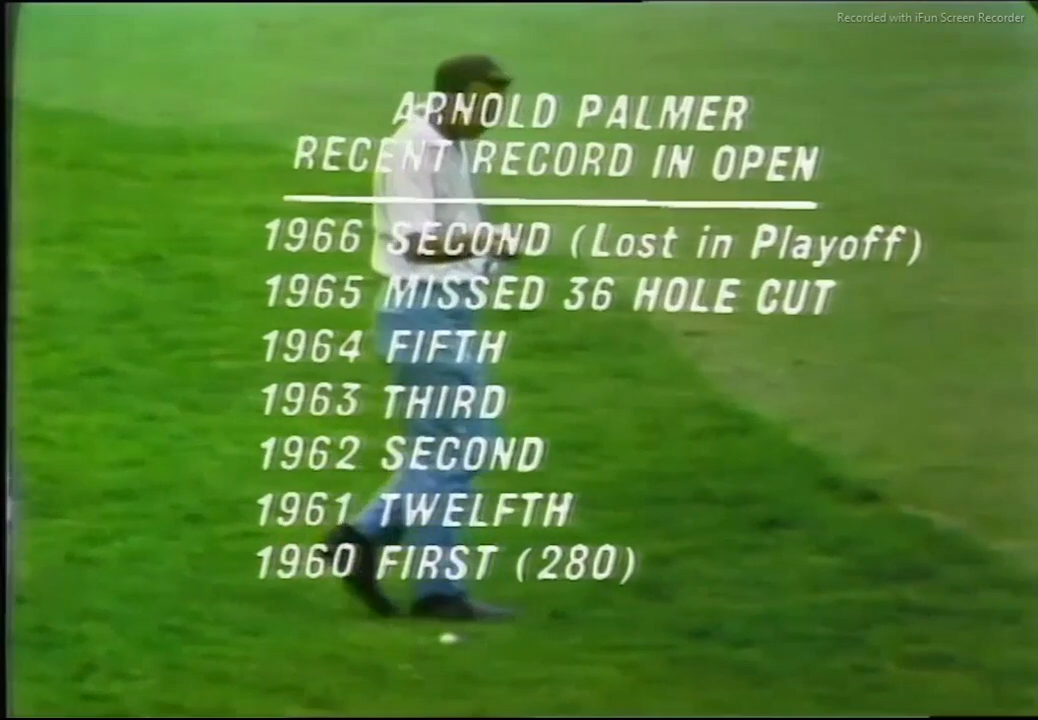 Recorded with iFun Screen Recorder
ARNOLD PALMER
RECENT RECORD IN OPEN
1966 SECOND (Lost in Playoff)
1965 MISSED 36 HOLE CUT
1964 FIFTH
1963 THIRD
1962 SECOND
1961 TWELFTH
1960 FIRST (280)